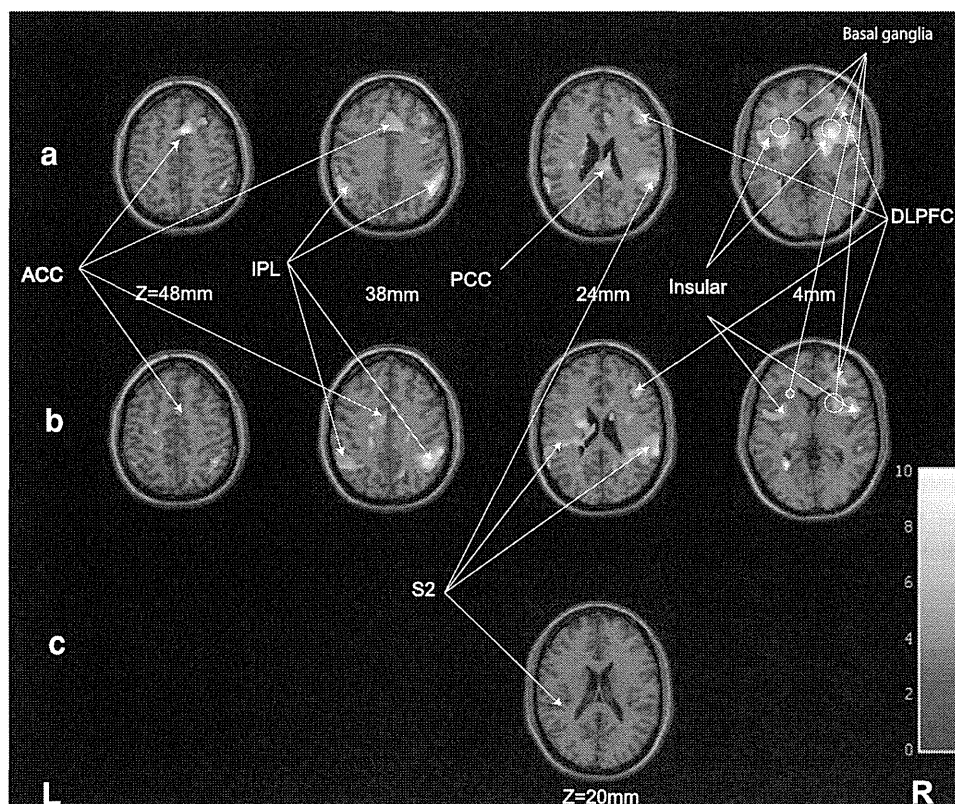 Basal ganglia
a
DLPFC
ACC
IPL
PCC
Insular
Z=48mm
38mm
24mm
4mm
b
10
8
6
4
2
0
S2
c
L
R
Z=20mm